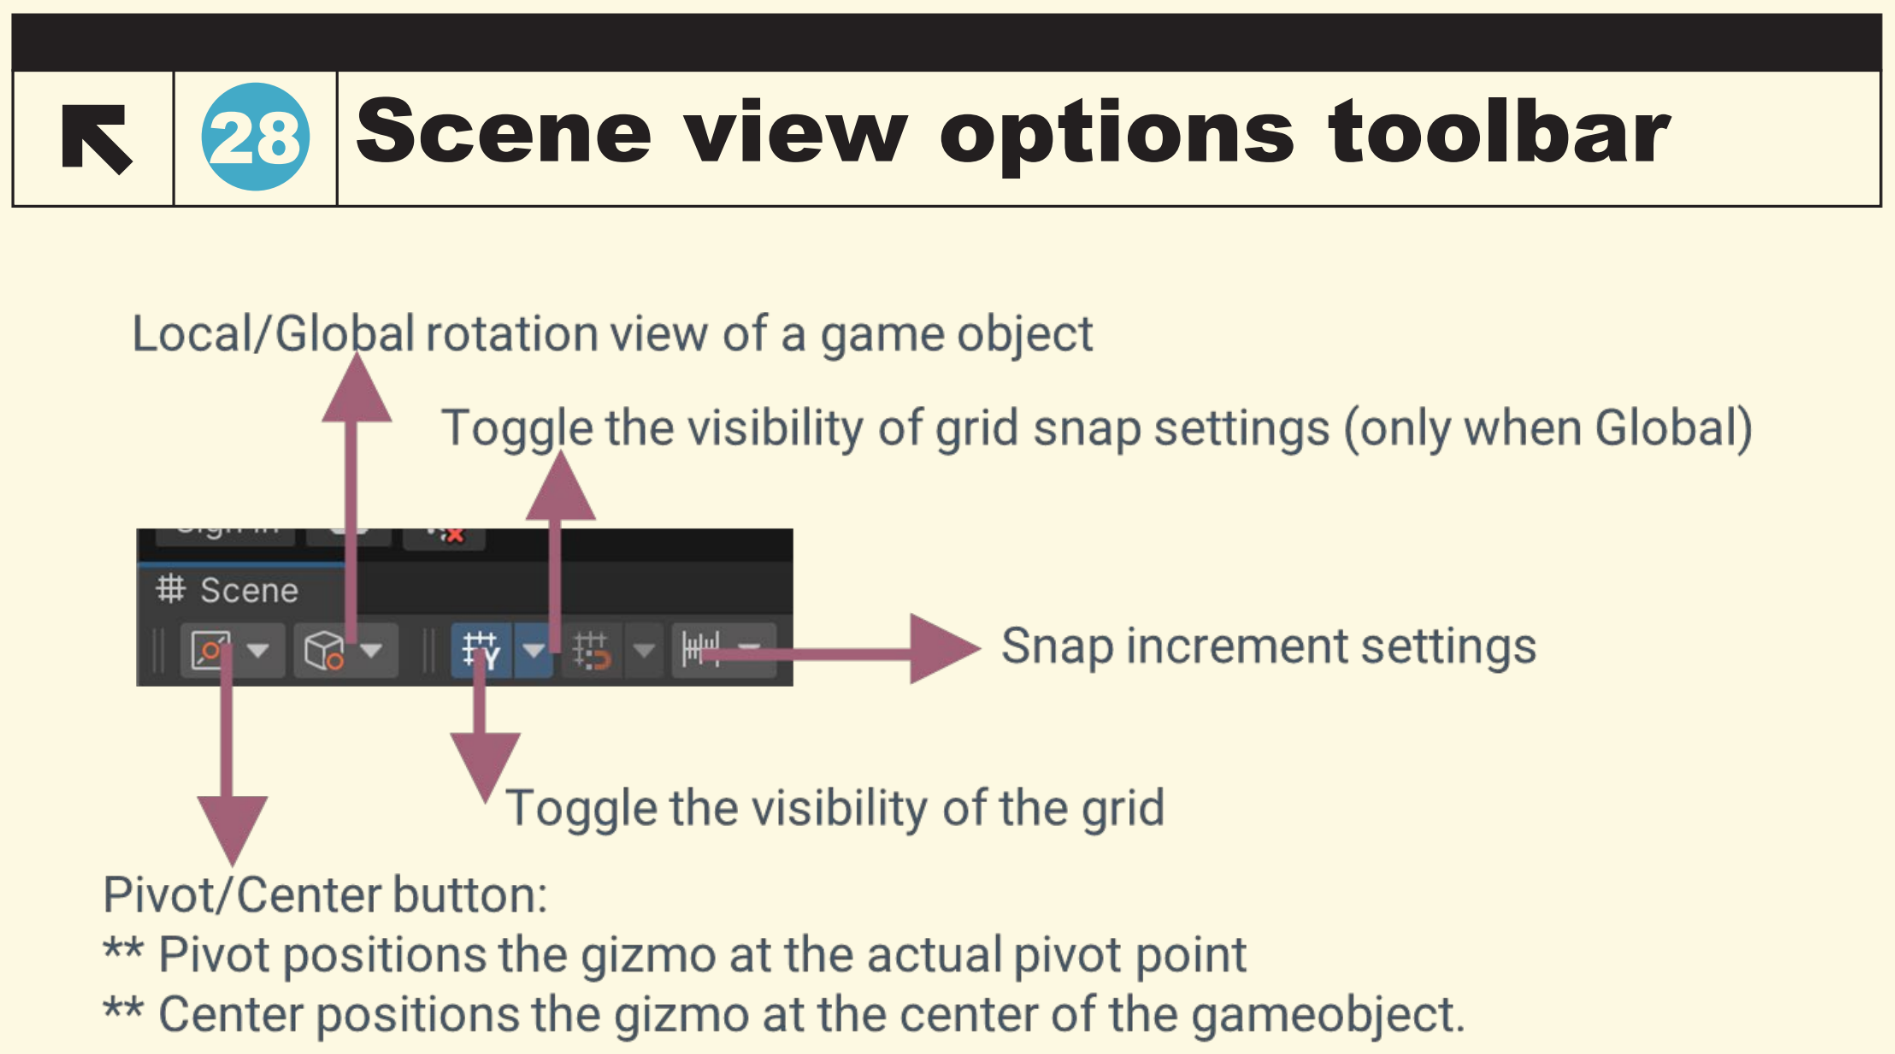 28 Scene view options toolbar
Local/Global rotation view of a game object
Toggle the visibility of grid snap settings (only when Global)
Sign in
Scene
Y
Snap increment settings
Toggle the visibility of the grid
Pivot/Center button:
** Pivot positions the gizmo at the actual pivot point
** Center positions the gizmo at the center of the gameobject.